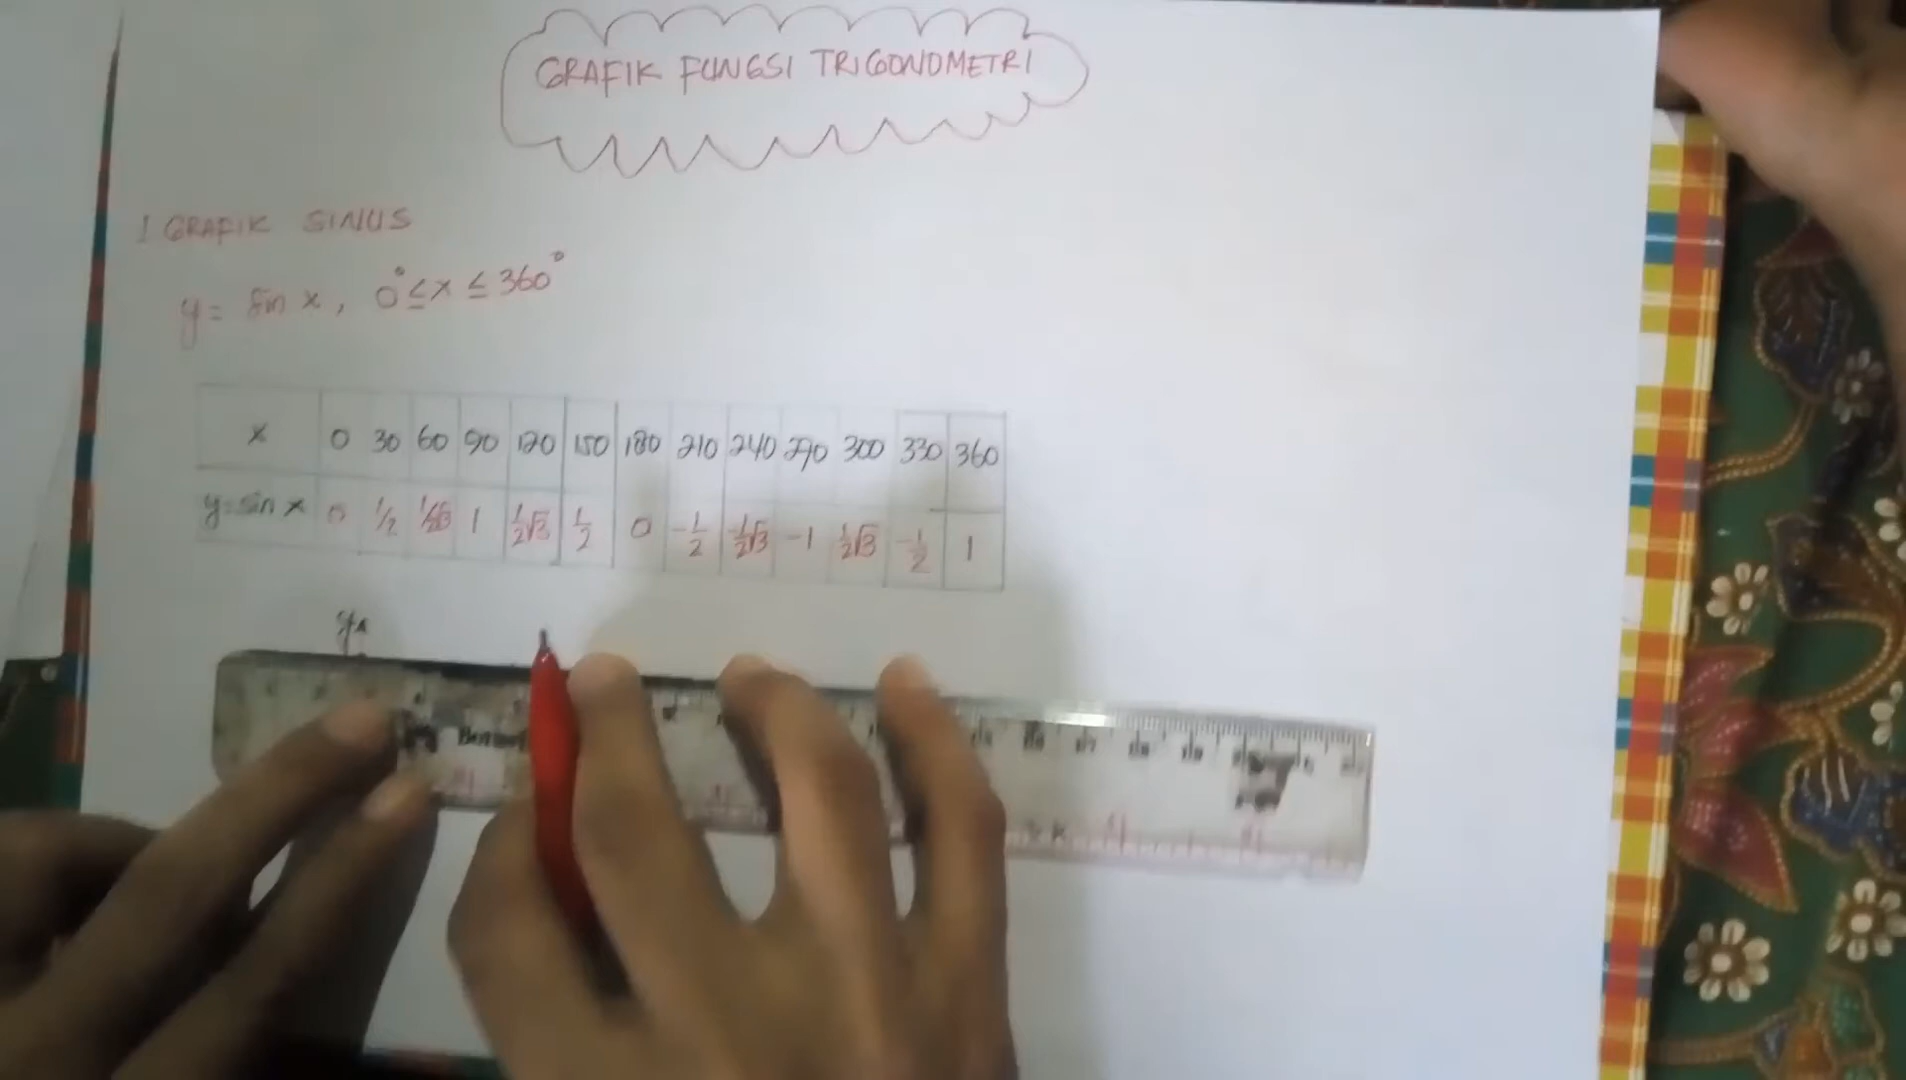 GRAFIK FUNGSI TRIGONOMETRI
1 GRAFIK SINUS
y = sin x, 0° ≤ x ≤ 360°
x 0 30 60 90 120 150 180 210 240 270 300 330 360
y=sin x 0 1/2 1/2√3 1 1/2√3 1/2 0 -1/2 -1/2√3 -1 1/2√3 -1/2 1